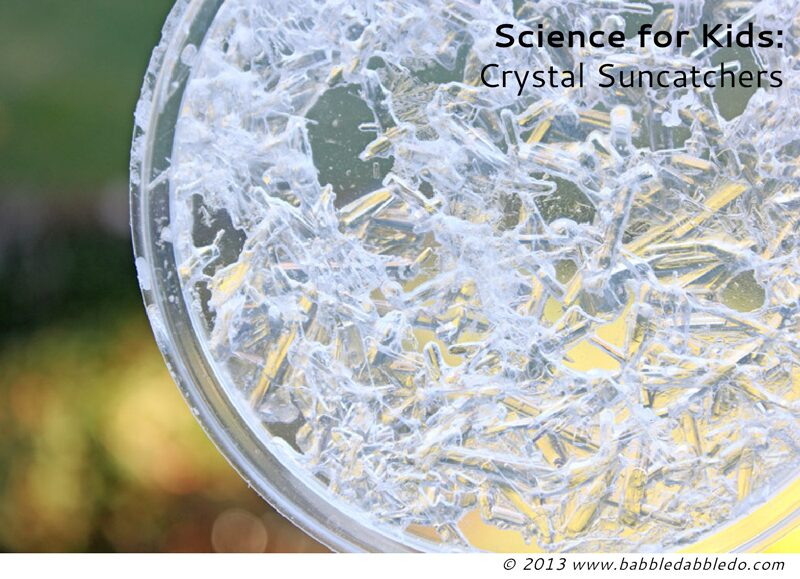 Science for Kids:
Crystal Suncatchers
© 2013 www.babbledabbledo.com